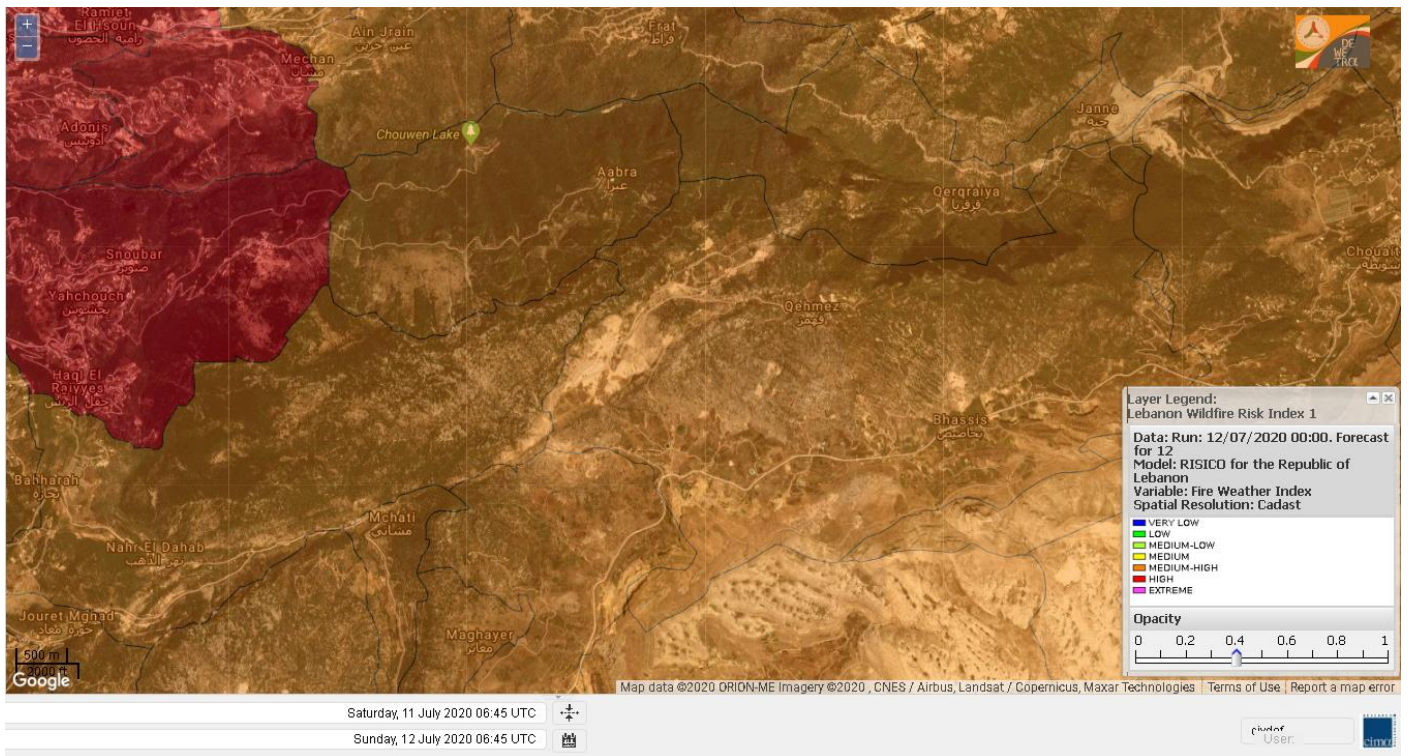 Ramiet
El Hsoun
رامية الحصون
Ain Jrain
عين جرين
Frat
فراط
Mechan
مشان
DE
WE
TRA
Janne
جنة
Adonis
أدونيس
Chouwen Lake
Aabra
عبرا
Qerqraiya
قرقريا
Snoubar
صنوبر
Chouait
شويطة
Yahchouch
يحشوش
Qehmez
قهمز
Haql El
Raiyyes
حقل الريس
Bhassis
بحاصيص
Bahharah
بحارة
Mchati
مشاتي
Nahr El Dahab
نهر الذهب
Jouret Mghad
Maghayer
مغاير
Layer Legend:
Lebanon Wildfire Risk Index 1
Data: Run: 12/07/2020 00:00. Forecast
for 12
Model: RISICO for the Republic of
Lebanon
Variable: Fire Weather Index
Spatial Resolution: Cadast
VERY LOW
LOW
MEDIUM-LOW
MEDIUM
MEDIUM-HIGH
HIGH
EXTREME
Opacity
0 0.2 0.4 0.6 0.8 1
500 m
2000 ft
Google
Map data ©2020 ORION-ME Imagery ©2020 , CNES / Airbus, Landsat / Copernicus, Maxar Technologies Terms of Use Report a map error
Saturday, 11 July 2020 06:45 UTC
Sunday, 12 July 2020 06:45 UTC
User:
cima